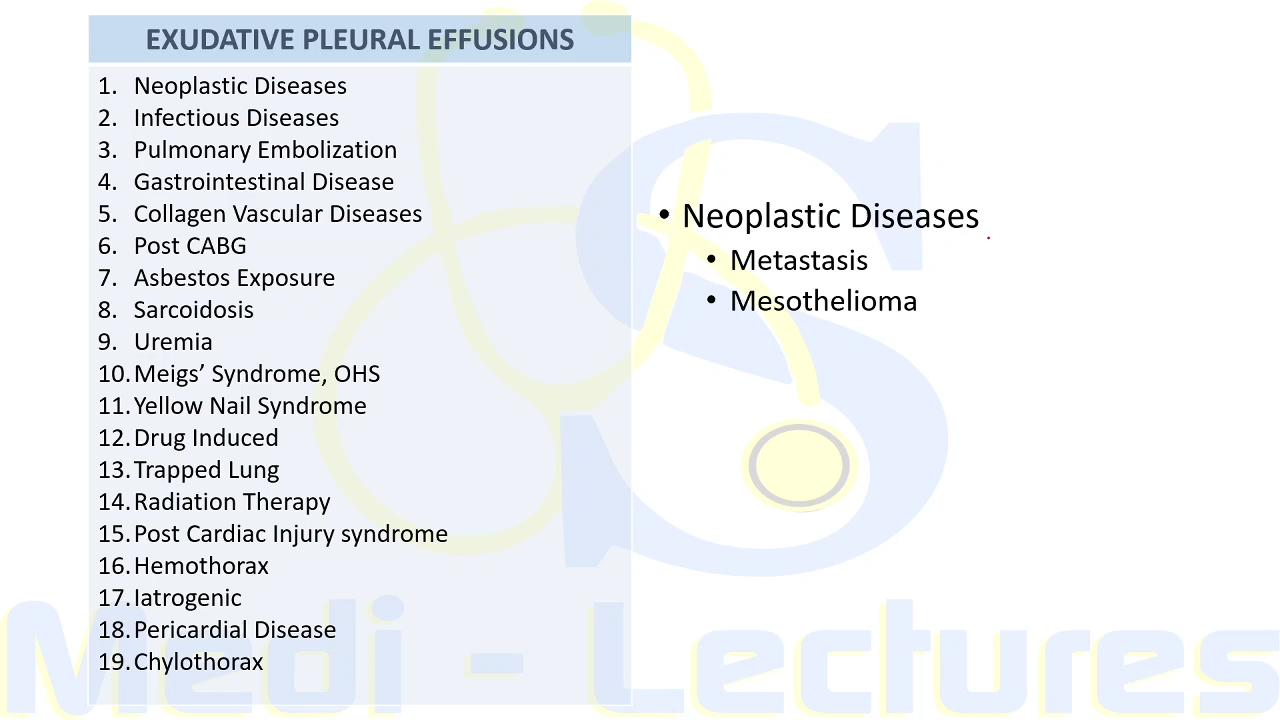 EXUDATIVE PLEURAL EFFUSIONS
1. Neoplastic Diseases
2. Infectious Diseases
3. Pulmonary Embolization
4. Gastrointestinal Disease
5. Collagen Vascular Diseases
6. Post CABG
7. Asbestos Exposure
8. Sarcoidosis
9. Uremia
10. Meigs’ Syndrome, OHS
11. Yellow Nail Syndrome
12. Drug Induced
13. Trapped Lung
14. Radiation Therapy
15. Post Cardiac Injury syndrome
16. Hemothorax
17. Iatrogenic
18. Pericardial Disease
19. Chylothorax
• Neoplastic Diseases
• Metastasis
• Mesothelioma
S
Medi - Lectures